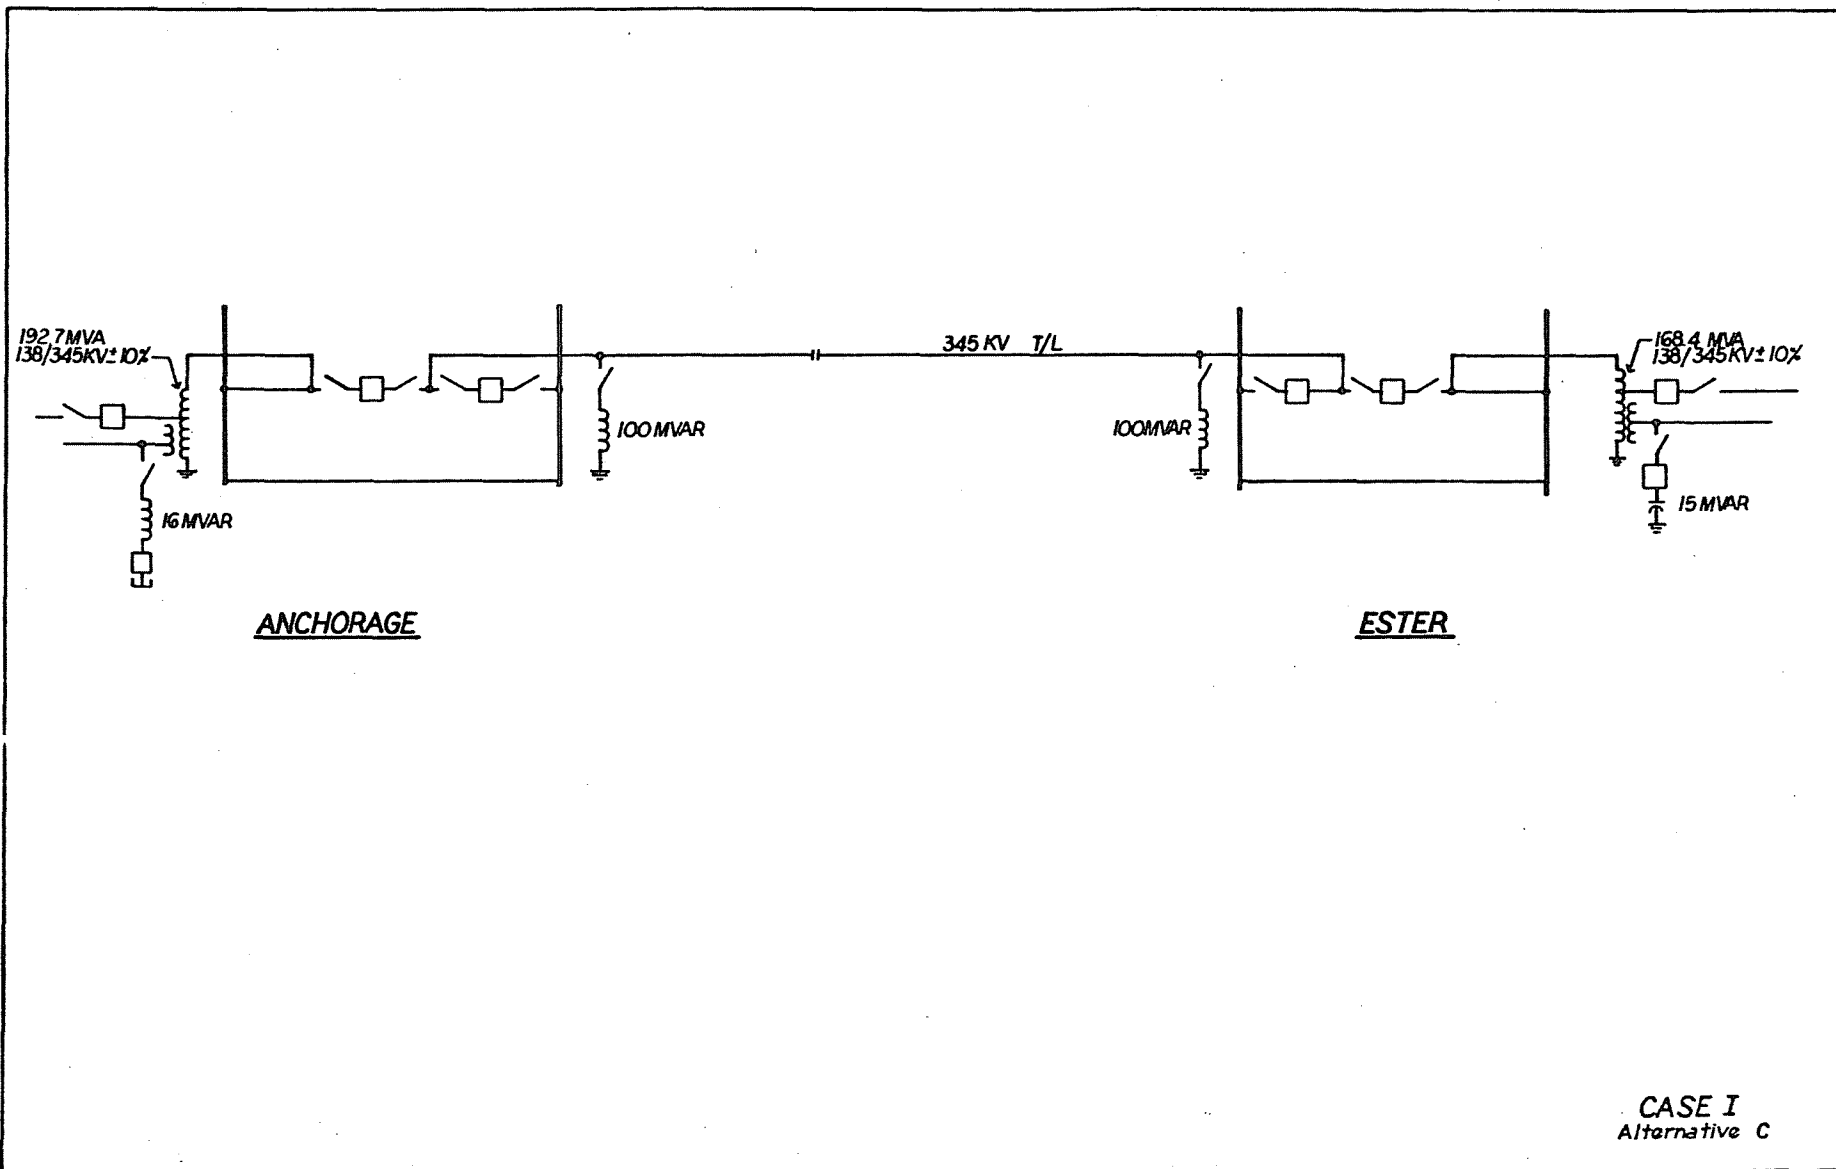 192.7 MVA
138/345KV±10%
345 KV T/L
168.4 MVA
138/345KV±10%
100 MVAR
100MVAR
16 MVAR
15 MVAR
ANCHORAGE
ESTER
CASE I
Alternative C